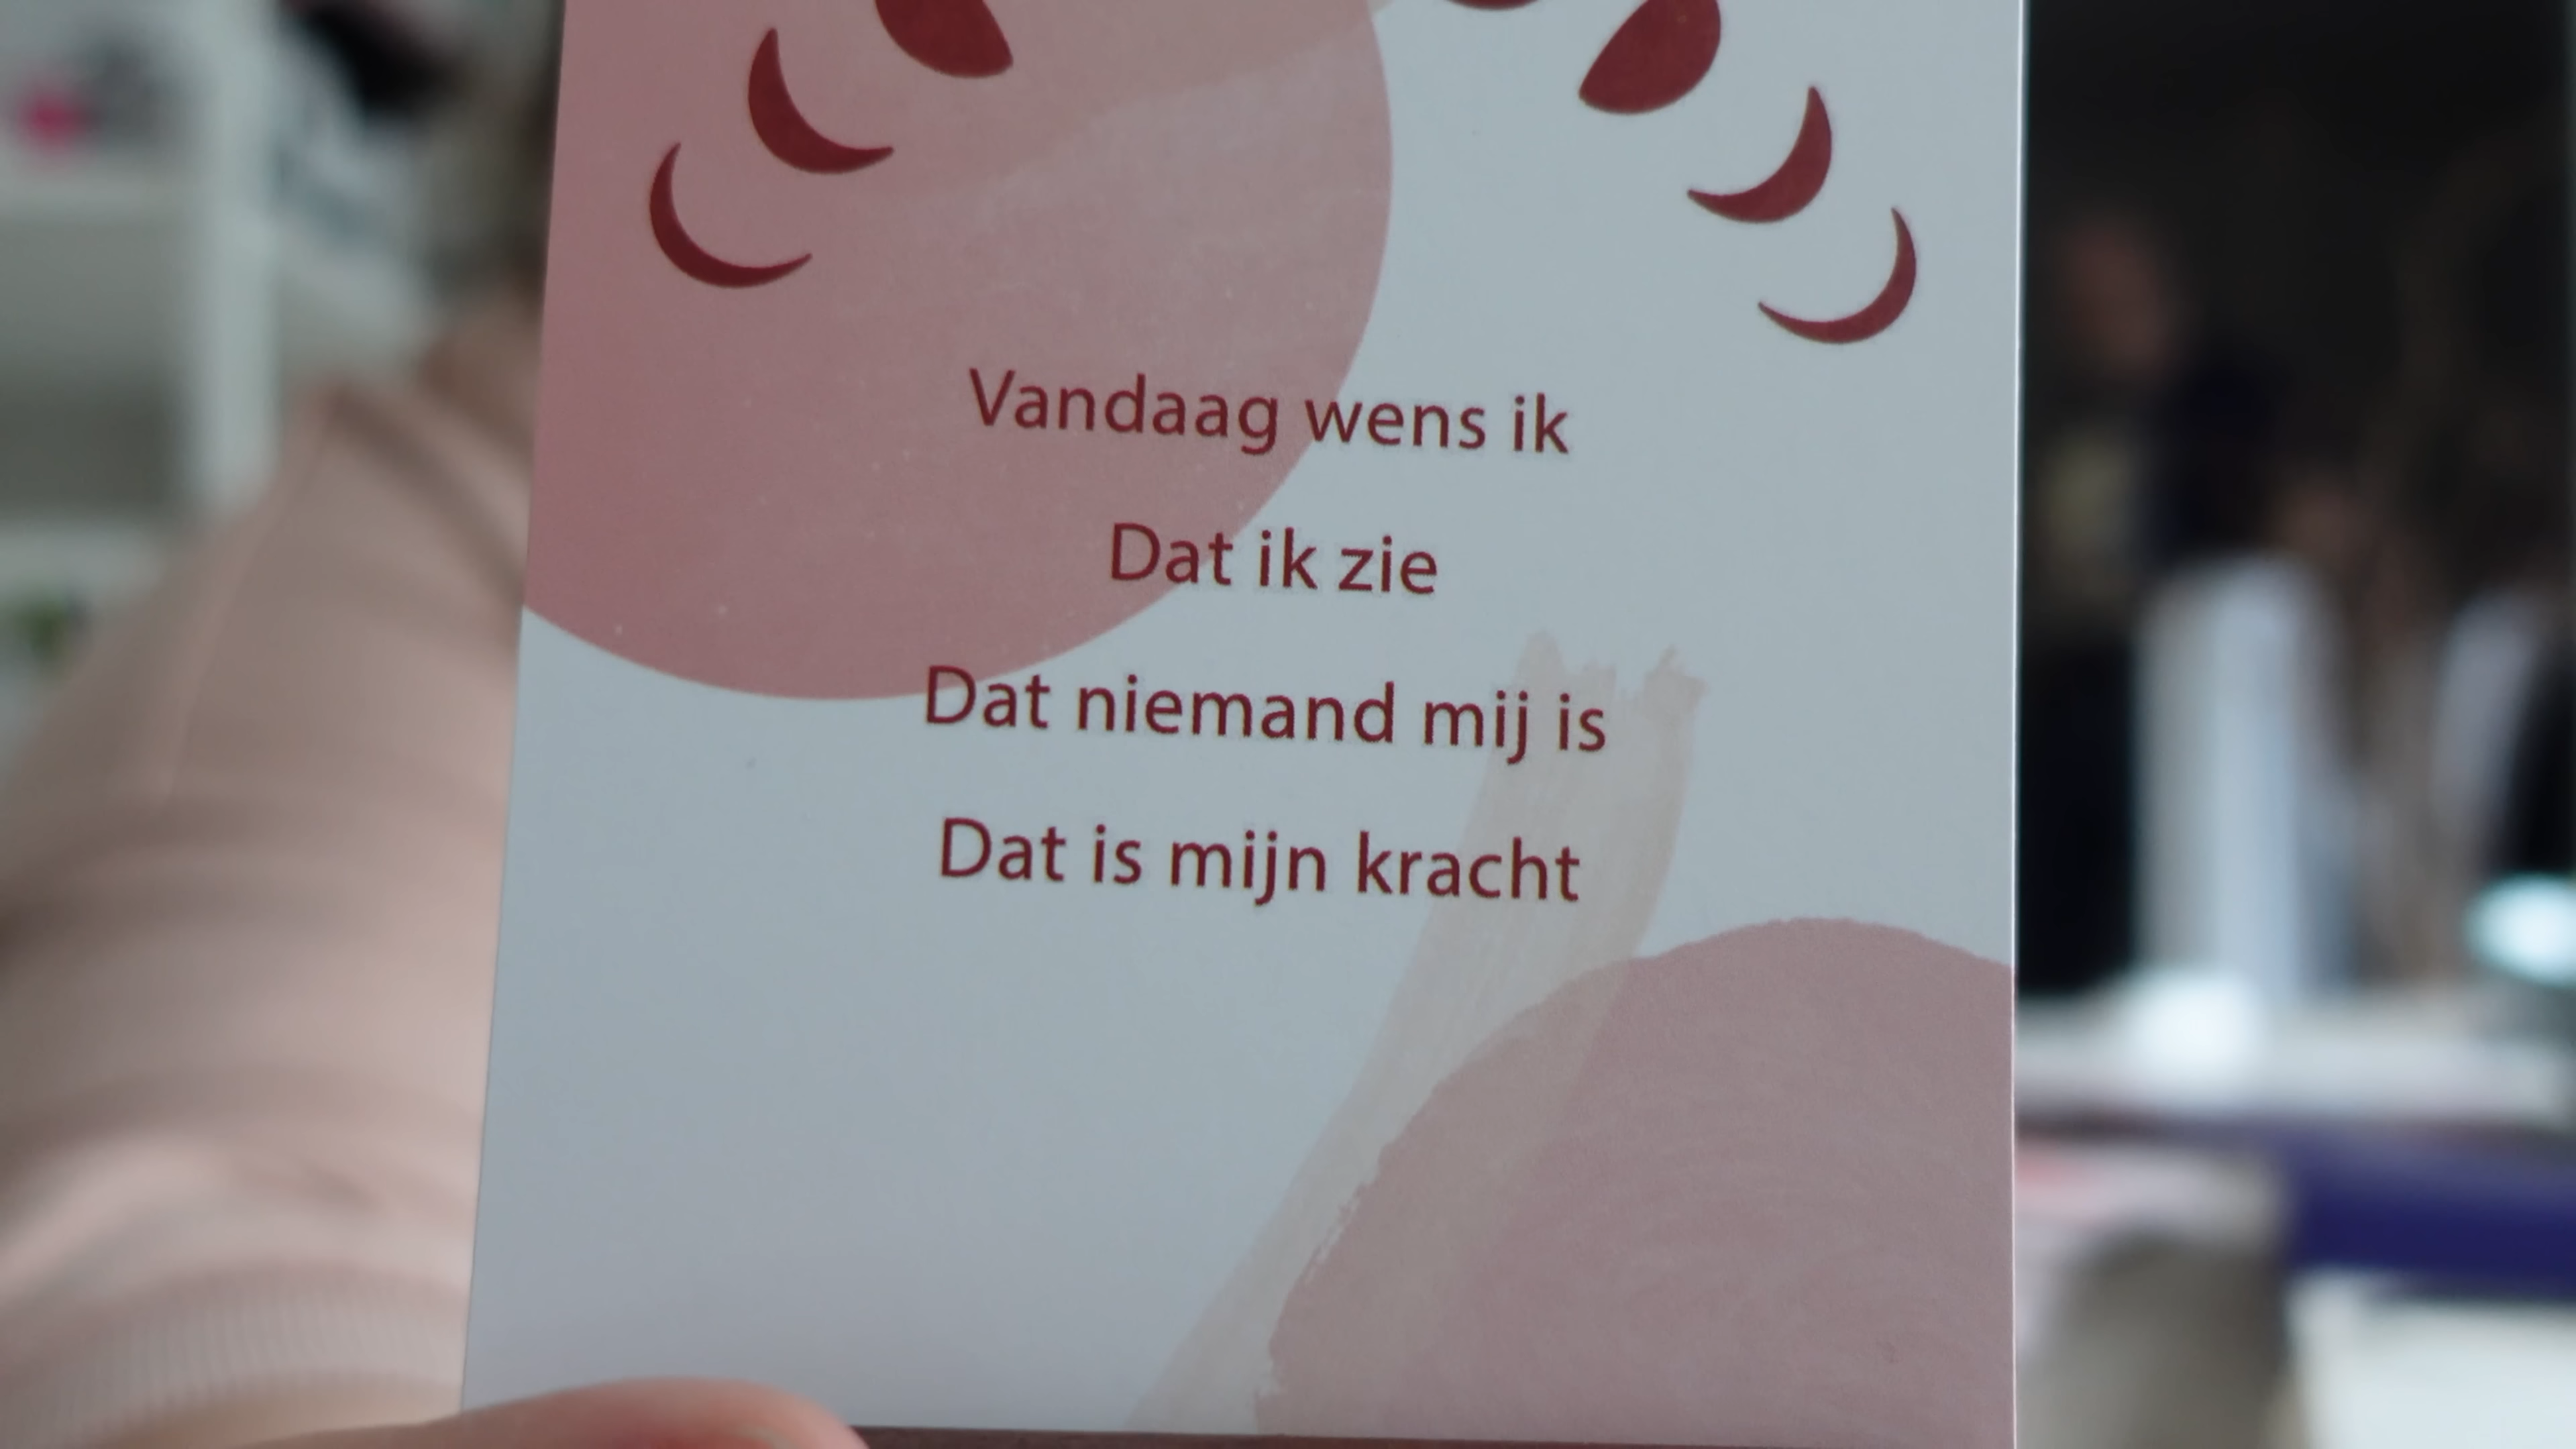 Vandaag wens ik
Dat ik zie
Dat niemand mij is
Dat is mijn kracht